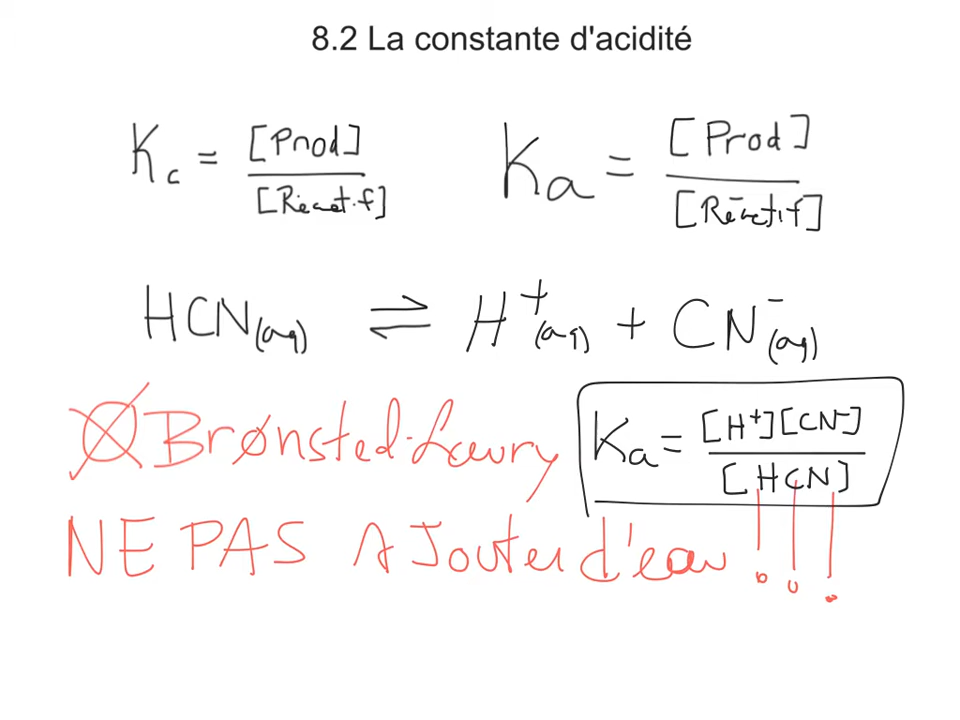 8.2 La constante d'acidité
Kc = [Prod] / [Réactif]
Ka = [Prod] / [Réactif]
HCN(aq) ⇌ H⁺(aq) + CN⁻(aq)
Brønsted-Lowry
Ka = [H⁺][CN⁻] / [HCN]
NE PAS AJouter d'eau !!!